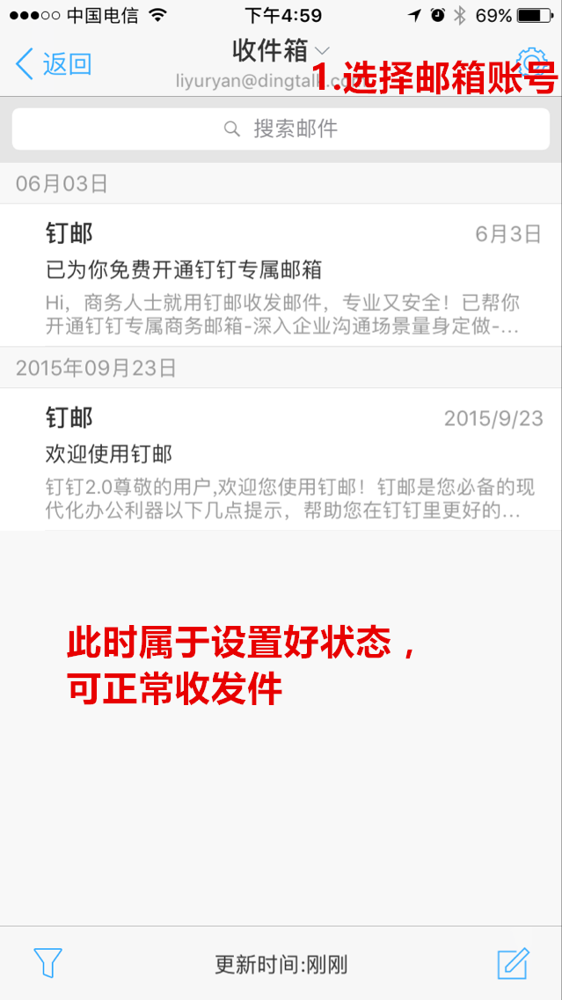 中国电信 下午4:59 69%
返回 收件箱
liyuryan@dingtalk.com
1.选择邮箱账号
搜索邮件
06月03日
钉邮 6月3日
已为你免费开通钉钉专属邮箱
Hi，商务人士就用钉邮收发邮件，专业又安全！已帮你
开通钉钉专属商务邮箱-深入企业沟通场景量身定做-...
2015年09月23日
钉邮 2015/9/23
欢迎使用钉邮
钉钉2.0尊敬的用户,欢迎您使用钉邮！钉邮是您必备的现
代化办公利器以下几点提示，帮助您在钉钉里更好的...
此时属于设置好状态，
可正常收发件
更新时间:刚刚